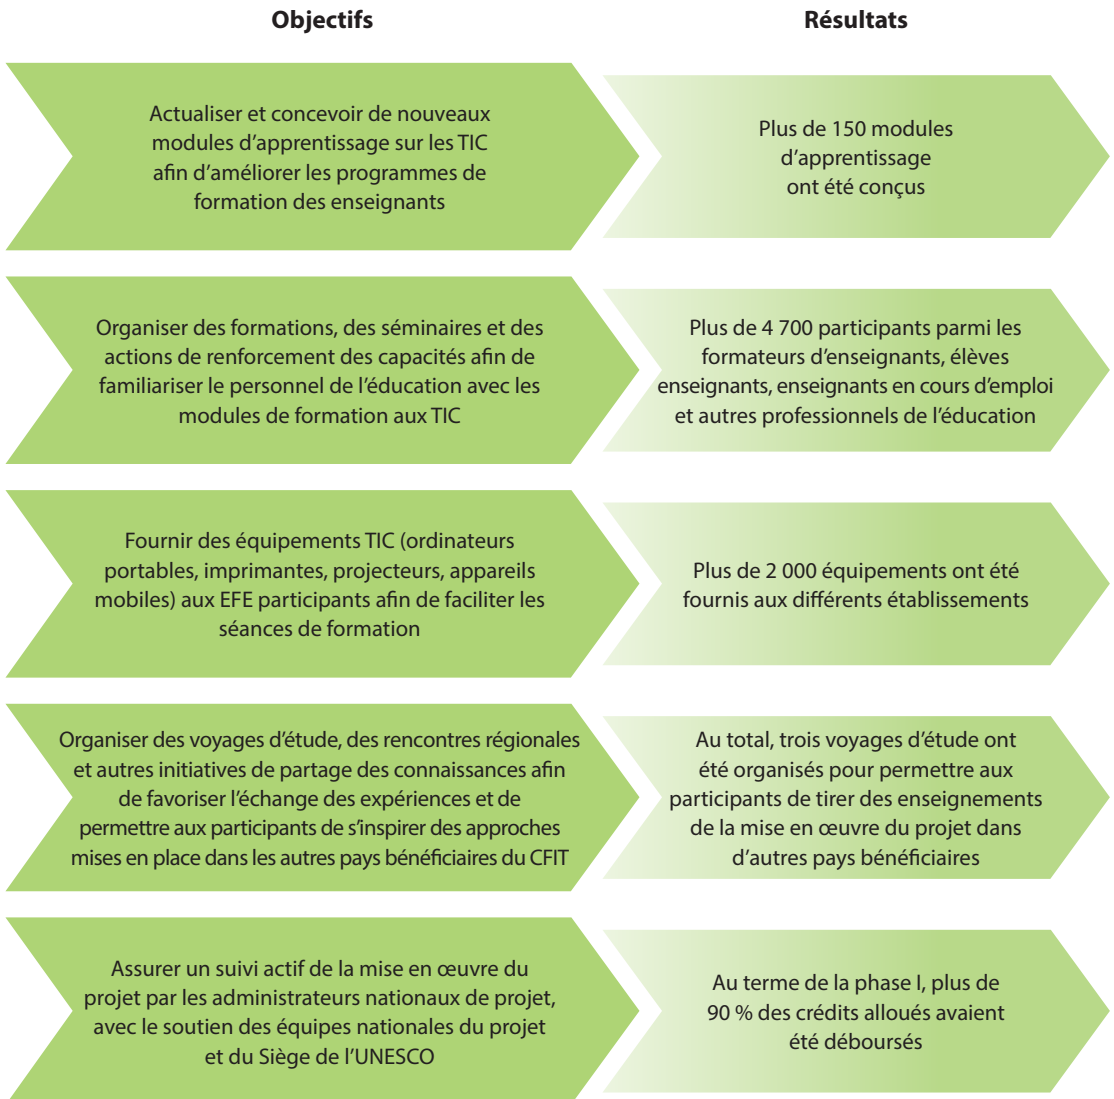 Objectifs
Résultats
Actualiser et concevoir de nouveaux
modules d’apprentissage sur les TIC
afin d’améliorer les programmes de
formation des enseignants
Plus de 150 modules
d’apprentissage
ont été conçus
Organiser des formations, des séminaires et des
actions de renforcement des capacités afin de
familiariser le personnel de l’éducation avec les
modules de formation aux TIC
Plus de 4 700 participants parmi les
formateurs d’enseignants, élèves
enseignants, enseignants en cours d’emploi
et autres professionnels de l’éducation
Fournir des équipements TIC (ordinateurs
portables, imprimantes, projecteurs, appareils
mobiles) aux EFE participants afin de faciliter les
séances de formation
Plus de 2 000 équipements ont été
fournis aux différents établissements
Organiser des voyages d’étude, des rencontres régionales
et autres initiatives de partage des connaissances afin
de favoriser l’échange des expériences et de
permettre aux participants de s’inspirer des approches
mises en place dans les autres pays bénéficiaires du CFIT
Au total, trois voyages d’étude ont
été organisés pour permettre aux
participants de tirer des enseignements
de la mise en œuvre du projet dans
d’autres pays bénéficiaires
Assurer un suivi actif de la mise en œuvre du
projet par les administrateurs nationaux de projet,
avec le soutien des équipes nationales du projet
et du Siège de l’UNESCO
Au terme de la phase I, plus de
90 % des crédits alloués avaient
été déboursés